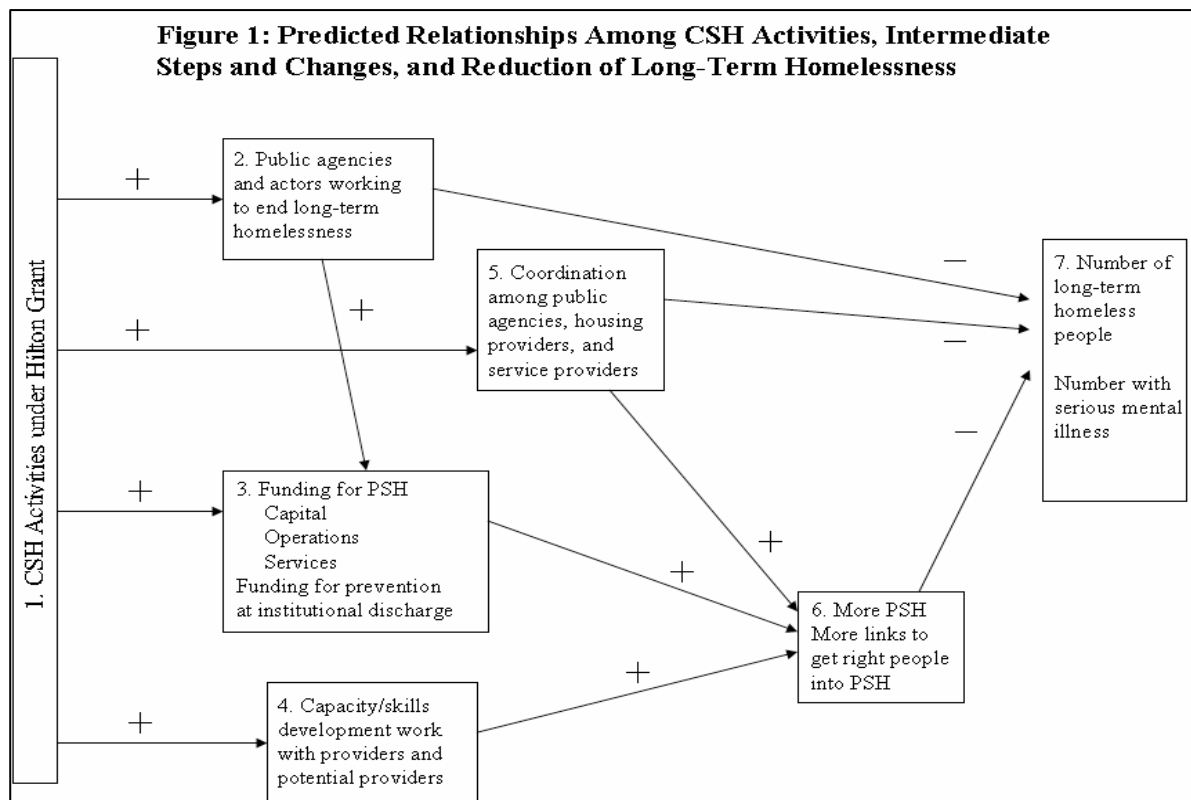 Figure 1: Predicted Relationships Among CSH Activities, Intermediate
Steps and Changes, and Reduction of Long-Term Homelessness
1. CSH Activities under Hilton Grant
+
2. Public agencies
and actors working
to end long-term
homelessness
+
+
5. Coordination
among public
agencies, housing
providers, and
service providers
—
—
7. Number of
long-term
homeless
people
Number with
serious mental
illness
—
+
3. Funding for PSH
Capital
Operations
Services
Funding for prevention
at institutional discharge
+
+
6. More PSH
More links to
get right people
into PSH
+
+
4. Capacity/skills
development work
with providers and
potential providers